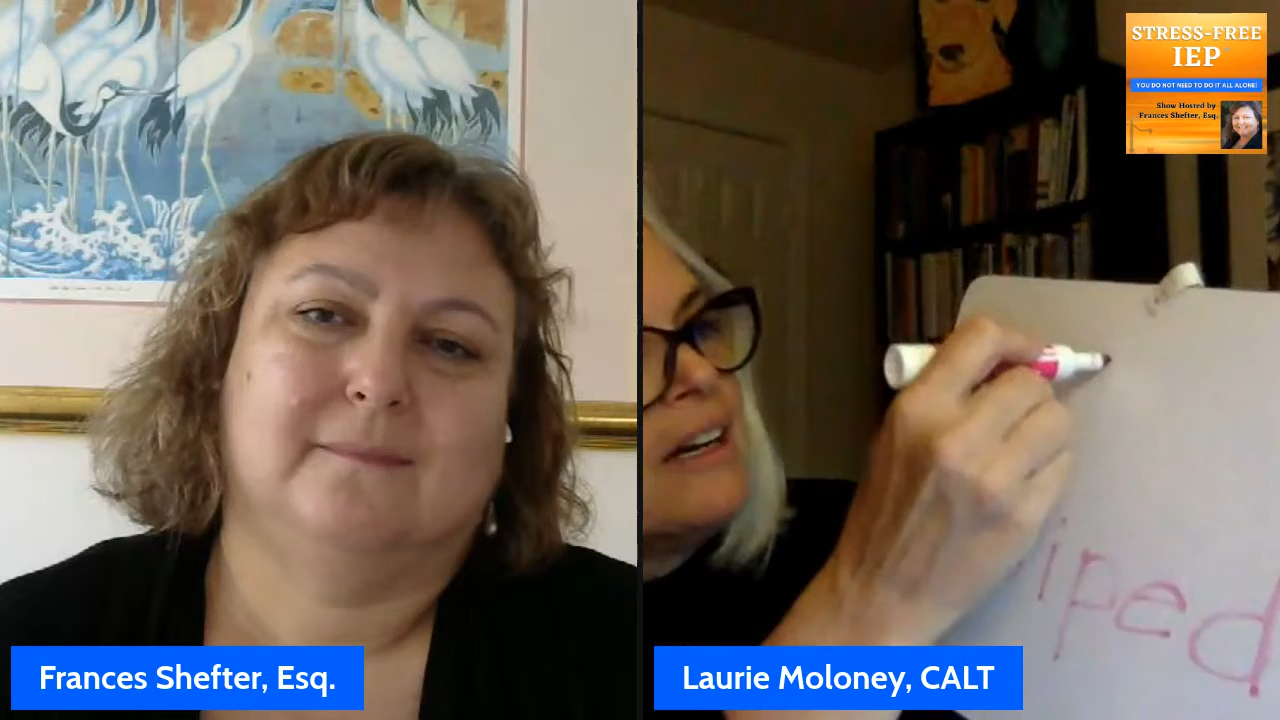 STRESS-FREE
IEP
YOU DO NOT NEED TO DO IT ALL ALONE!
Show Hosted by
Frances Shefter, Esq.
iped
Frances Shefter, Esq.
Laurie Moloney, CALT